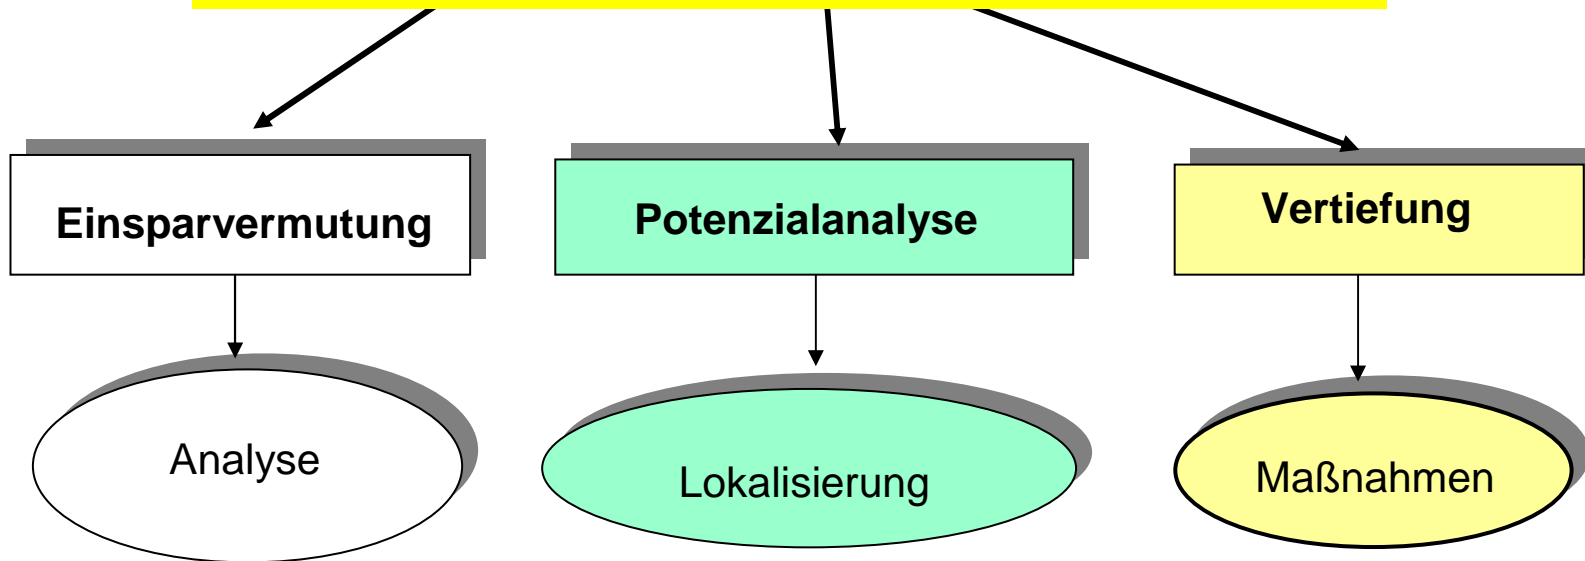 Einsparvermutung
Potenzialanalyse
Vertiefung
Analyse
Lokalisierung
Maßnahmen